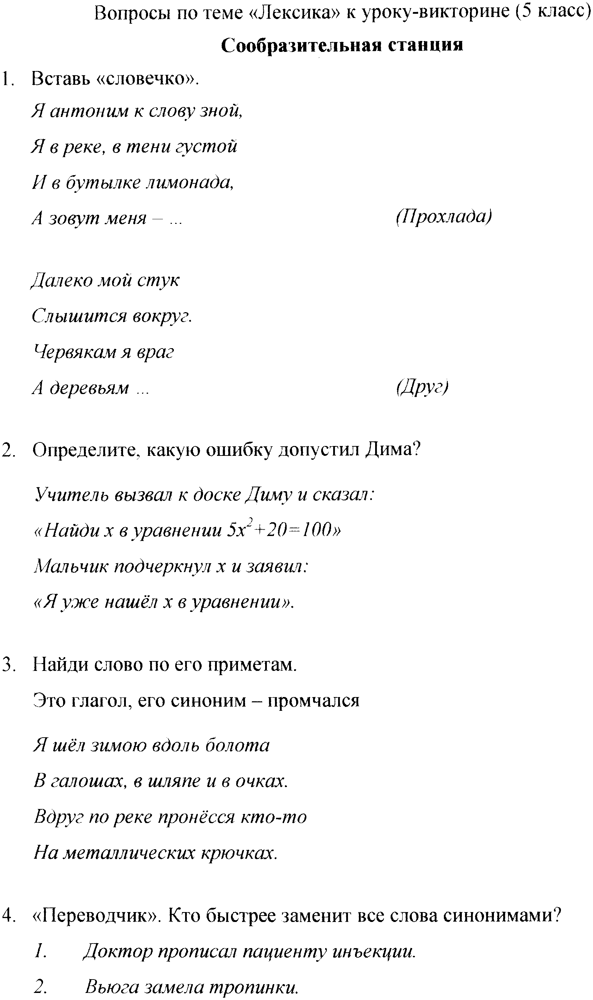 Вопросы по теме «Лексика» к уроку-викторине (5 класс)
Сообразительная станция
1. Вставь «словечко».
Я антоним к слову зной,
Я в реке, в тени густой
И в бутылке лимонада,
А зовут меня – ... (Прохлада)
Далеко мой стук
Слышится вокруг.
Червякам я враг
А деревьям ... (Друг)
2. Определите, какую ошибку допустил Дима?
Учитель вызвал к доске Диму и сказал:
«Найди х в уравнении 5х²+20=100»
Мальчик подчеркнул х и заявил:
«Я уже нашёл х в уравнении».
3. Найди слово по его приметам.
Это глагол, его синоним – промчался
Я шёл зимою вдоль болота
В галошах, в шляпе и в очках.
Вдруг по реке пронёсся кто-то
На металлических крючках.
4. «Переводчик». Кто быстрее заменит все слова синонимами?
1. Доктор прописал пациенту инъекции.
2. Вьюга замела тропинки.